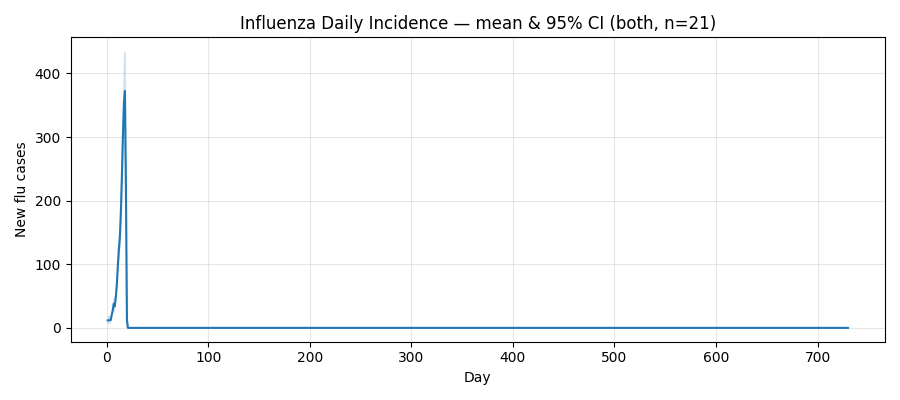 Influenza Daily Incidence — mean & 95% CI (both, n=21)
New flu cases
400
300
200
100
0
0 100 200 300 400 500 600 700
Day